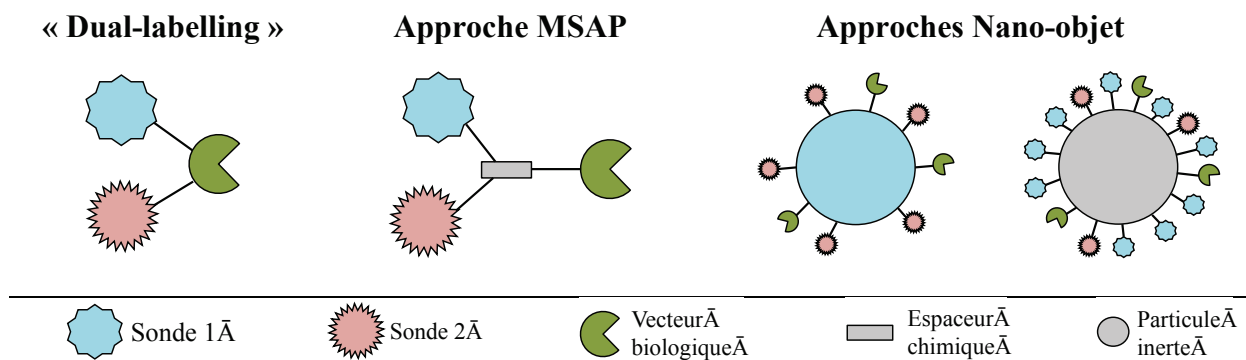 « Dual-labelling »
Approche MSAP
Approches Nano-objet
Sonde 1Ā
Sonde 2Ā
VecteurĀ
biologiqueĀ
EspaceurĀ
chimiqueĀ
ParticuleĀ
inerteĀ